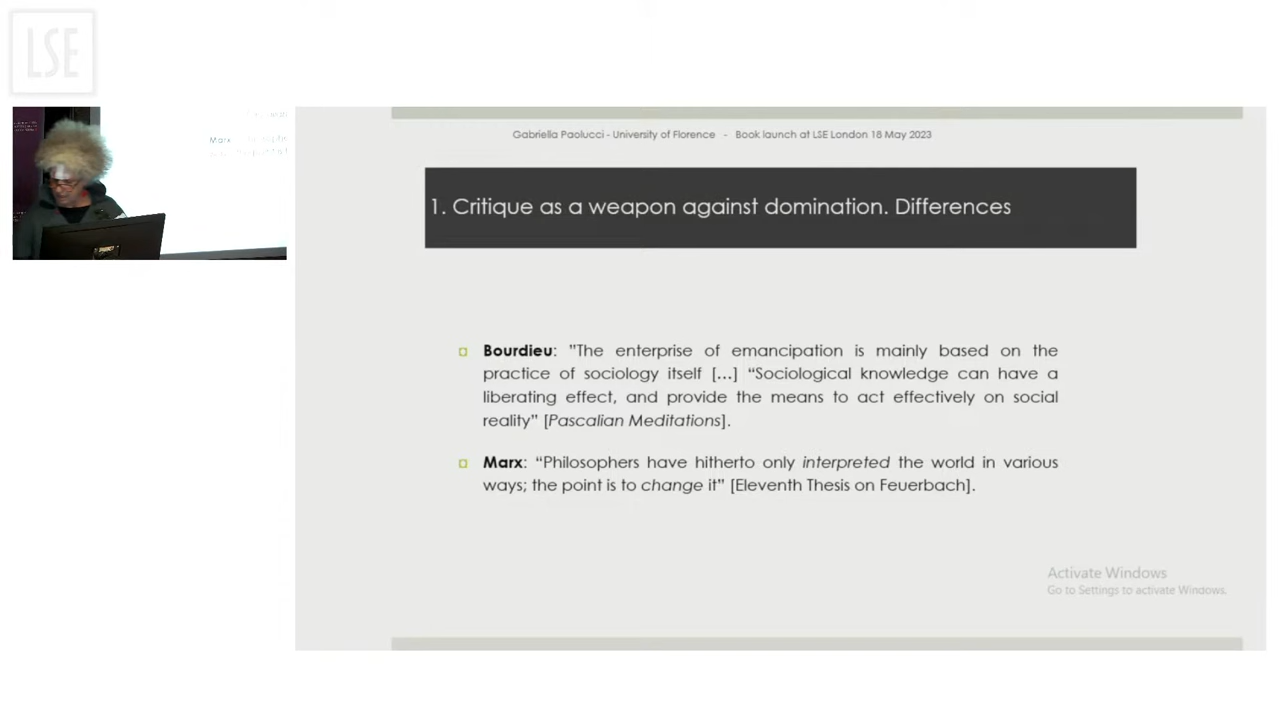 LSE
Marx
Gabriella Paolucci - University of Florence - Book launch at LSE London 18 May 2023
1. Critique as a weapon against domination. Differences
Bourdieu: ”The enterprise of emancipation is mainly based on the
practice of sociology itself […] “Sociological knowledge can have a
liberating effect, and provide the means to act effectively on social
reality” [Pascalian Meditations].
Marx: “Philosophers have hitherto only interpreted the world in various
ways; the point is to change it” [Eleventh Thesis on Feuerbach].
Activate Windows
Go to Settings to activate Windows.